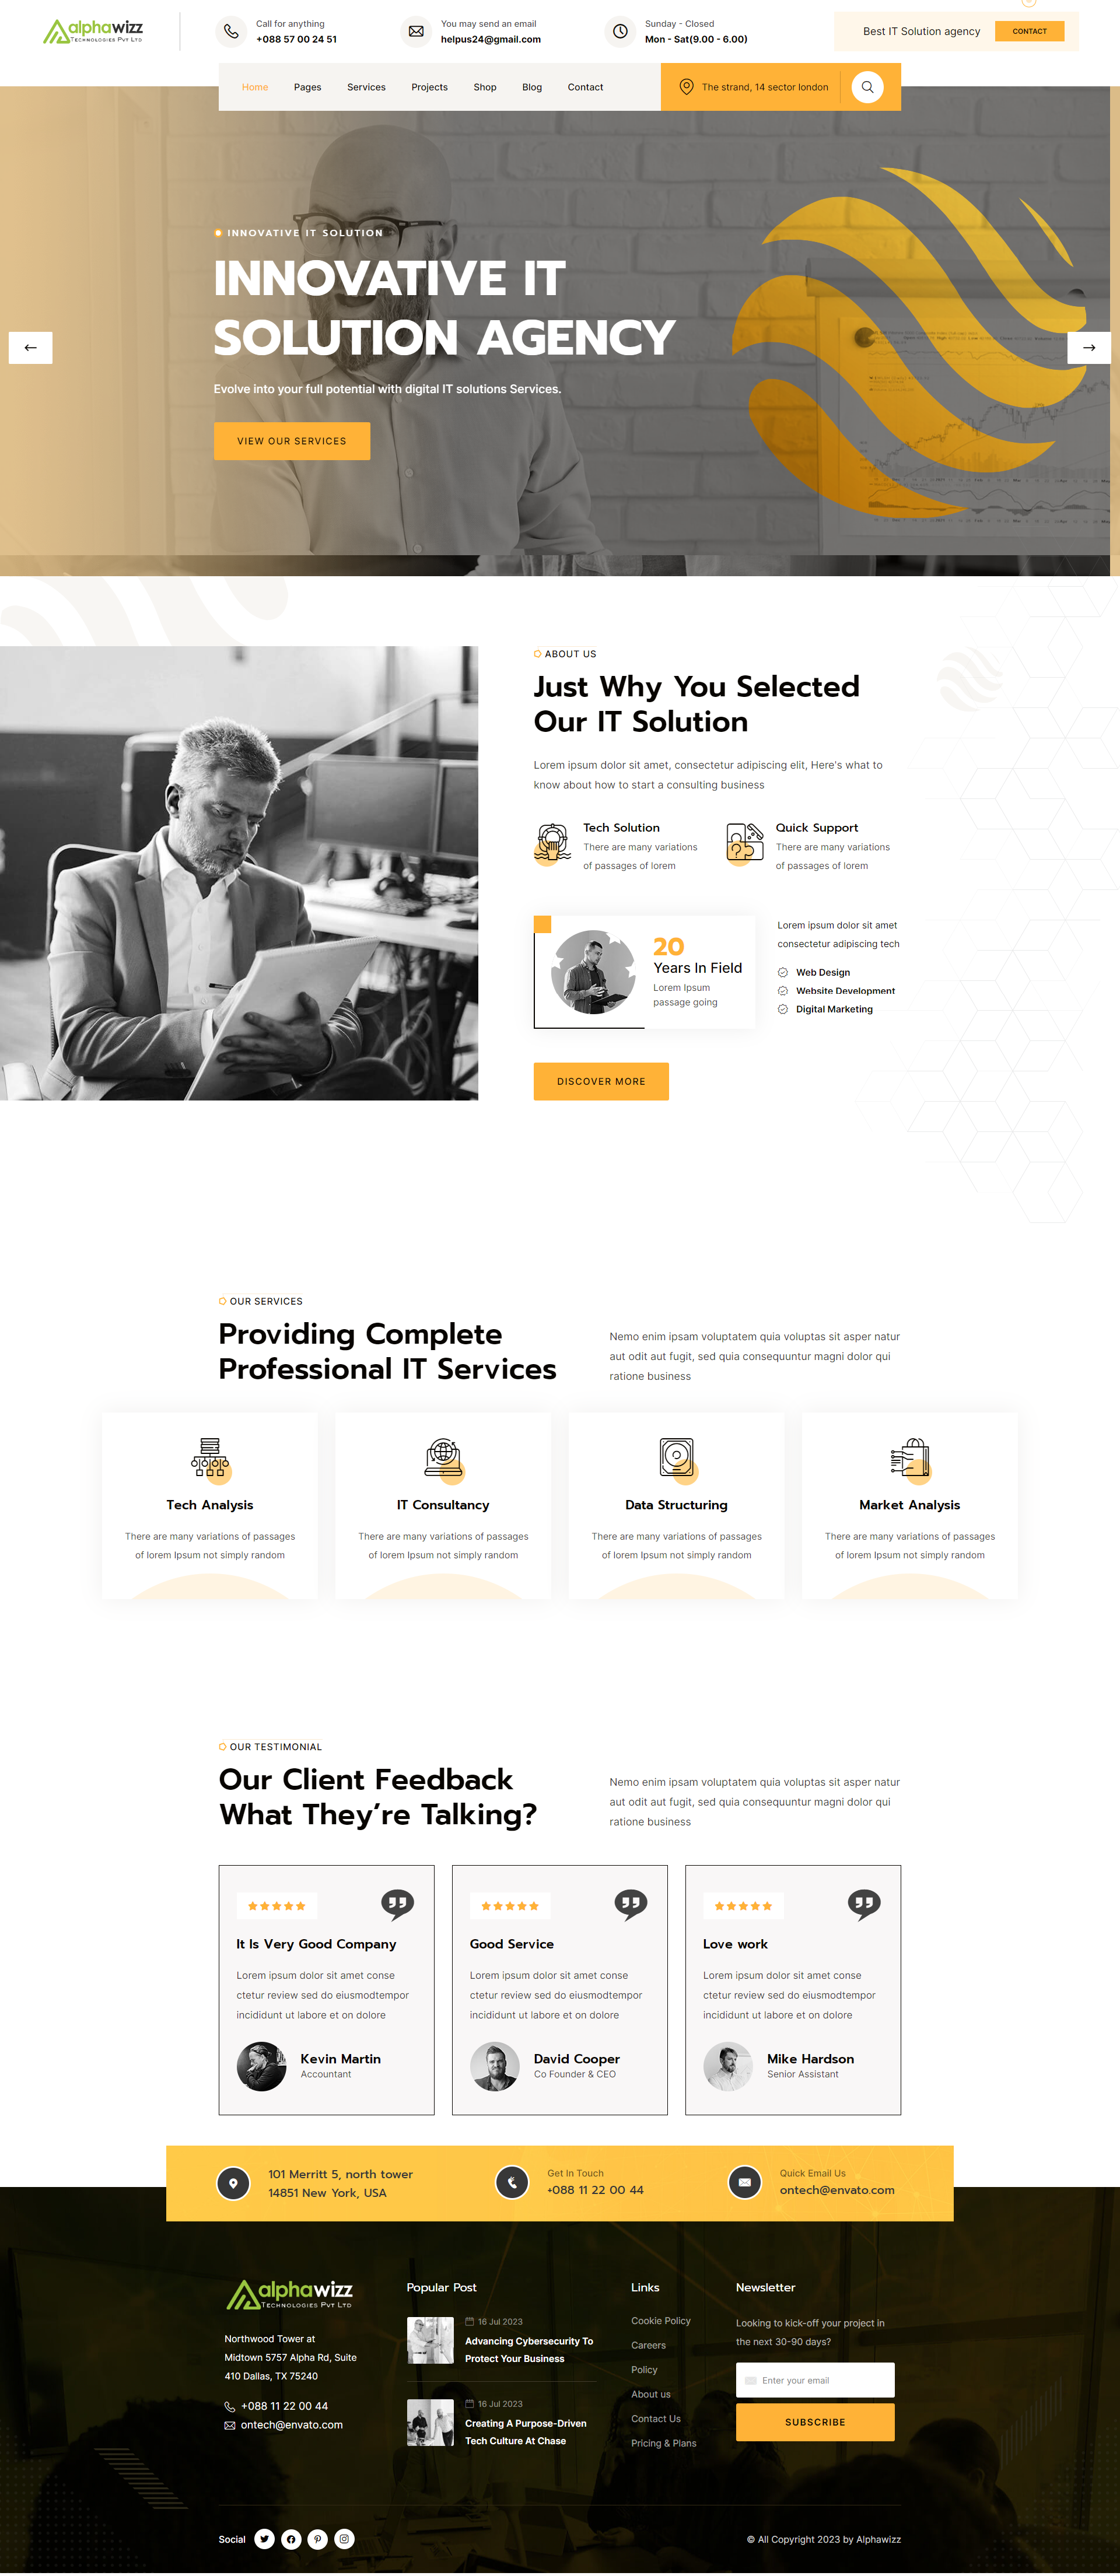 alphawizz
TECHNOLOGIES PVT LTD
Call for anything
+088 57 00 24 51
You may send an email
helpus24@gmail.com
Sunday - Closed
Mon - Sat(9.00 - 6.00)
Best IT Solution agency
CONTACT
Home
Pages
Services
Projects
Shop
Blog
Contact
The strand, 14 sector london
INNOVATIVE IT SOLUTION
INNOVATIVE IT
SOLUTION AGENCY
Evolve into your full potential with digital IT solutions Services.
VIEW OUR SERVICES
ABOUT US
Just Why You Selected
Our IT Solution
Lorem ipsum dolor sit amet, consectetur adipiscing elit, Here's what to
know about how to start a consulting business
Tech Solution
There are many variations
of passages of lorem
Quick Support
There are many variations
of passages of lorem
20
Years In Field
Lorem Ipsum
passage going
Lorem ipsum dolor sit amet
consectetur adipiscing tech
Web Design
Website Development
Digital Marketing
DISCOVER MORE
OUR SERVICES
Providing Complete
Professional IT Services
Nemo enim ipsam voluptatem quia voluptas sit asper natur
aut odit aut fugit, sed quia consequuntur magni dolor qui
ratione business
Tech Analysis
There are many variations of passages
of lorem Ipsum not simply random
IT Consultancy
There are many variations of passages
of lorem Ipsum not simply random
Data Structuring
There are many variations of passages
of lorem Ipsum not simply random
Market Analysis
There are many variations of passages
of lorem Ipsum not simply random
OUR TESTIMONIAL
Our Client Feedback
What They're Talking?
Nemo enim ipsam voluptatem quia voluptas sit asper natur
aut odit aut fugit, sed quia consequuntur magni dolor qui
ratione business
It Is Very Good Company
Lorem ipsum dolor sit amet conse
ctetur review sed do eiusmodtempor
incididunt ut labore et on dolore
Kevin Martin
Accountant
Good Service
Lorem ipsum dolor sit amet conse
ctetur review sed do eiusmodtempor
incididunt ut labore et on dolore
David Cooper
Co Founder & CEO
Love work
Lorem ipsum dolor sit amet conse
ctetur review sed do eiusmodtempor
incididunt ut labore et on dolore
Mike Hardson
Senior Assistant
101 Merritt 5, north tower
14851 New York, USA
Get In Touch
+088 11 22 00 44
Quick Email Us
ontech@envato.com
alphawizz
TECHNOLOGIES PVT LTD
Northwood Tower at
Midtown 5757 Alpha Rd, Suite
410 Dallas, TX 75240
+088 11 22 00 44
ontech@envato.com
Popular Post
16 Jul 2023
Advancing Cybersecurity To
Protect Your Business
16 Jul 2023
Creating A Purpose-Driven
Tech Culture At Chase
Links
Cookie Policy
Careers
Policy
About us
Contact Us
Pricing & Plans
Newsletter
Looking to kick-off your project in
the next 30-90 days?
Enter your email
SUBSCRIBE
Social
© All Copyright 2023 by Alphawizz